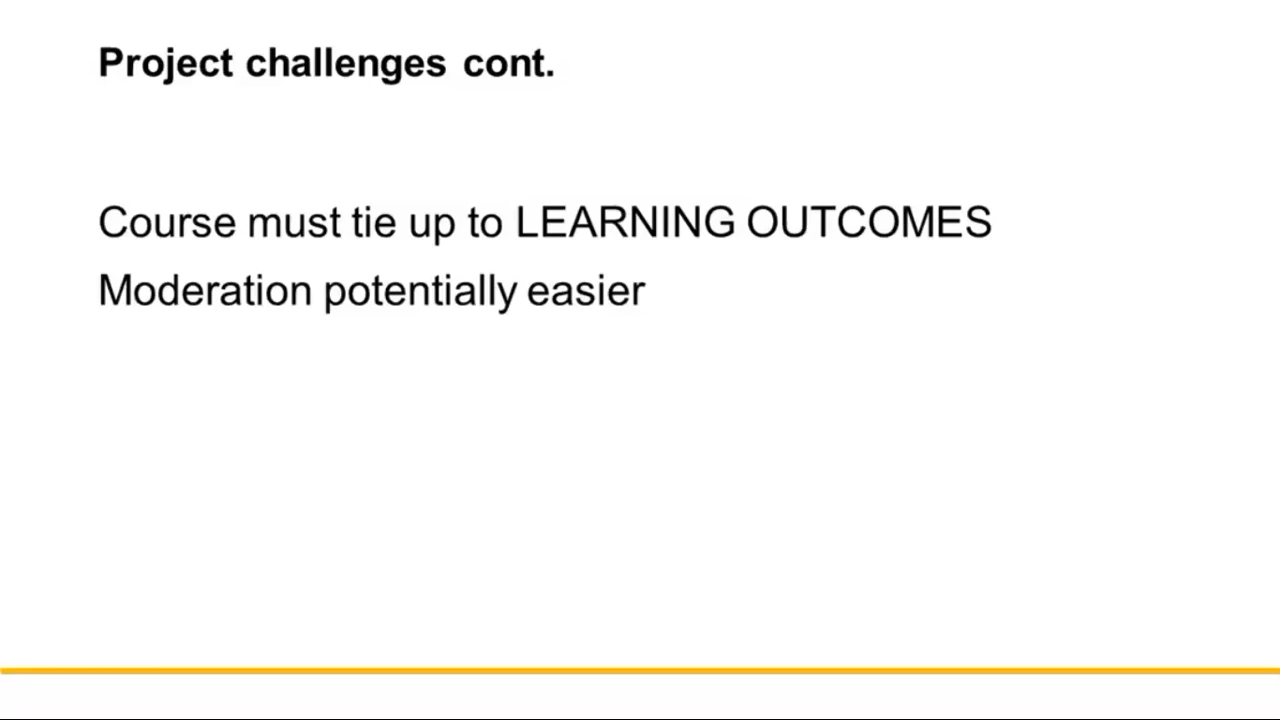 Project challenges cont.
Course must tie up to LEARNING OUTCOMES
Moderation potentially easier